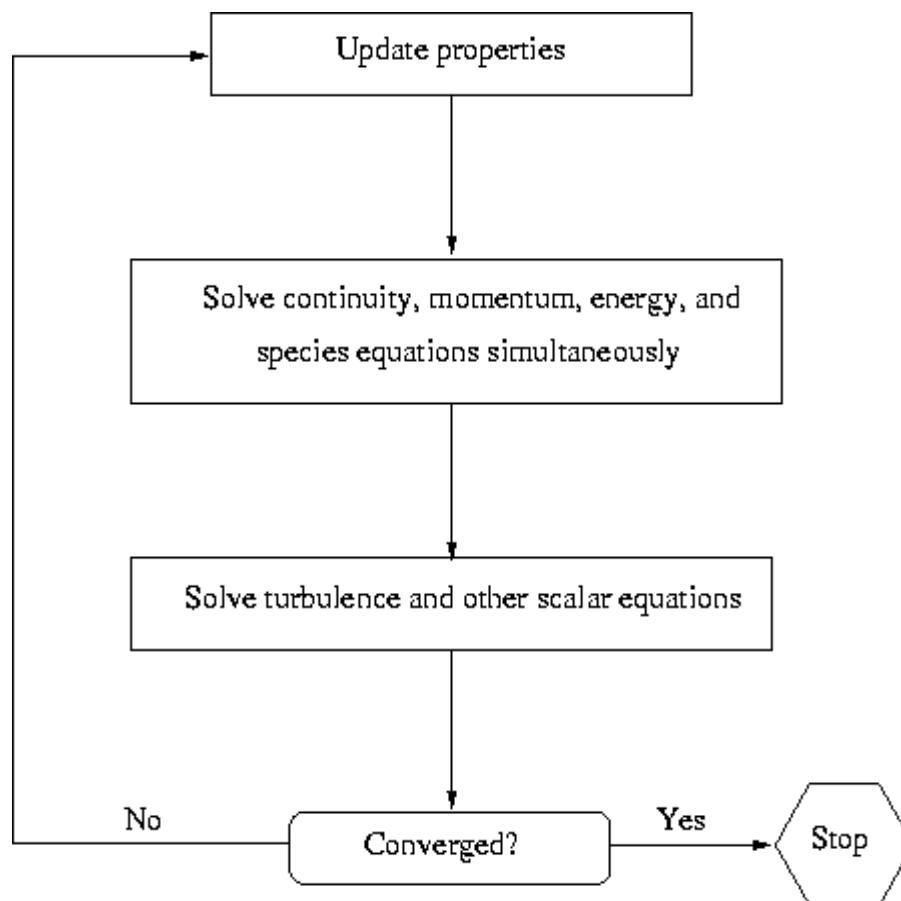 Update properties
Solve continuity, momentum, energy, and
species equations simultaneously
Solve turbulence and other scalar equations
No
Converged?
Yes
Stop